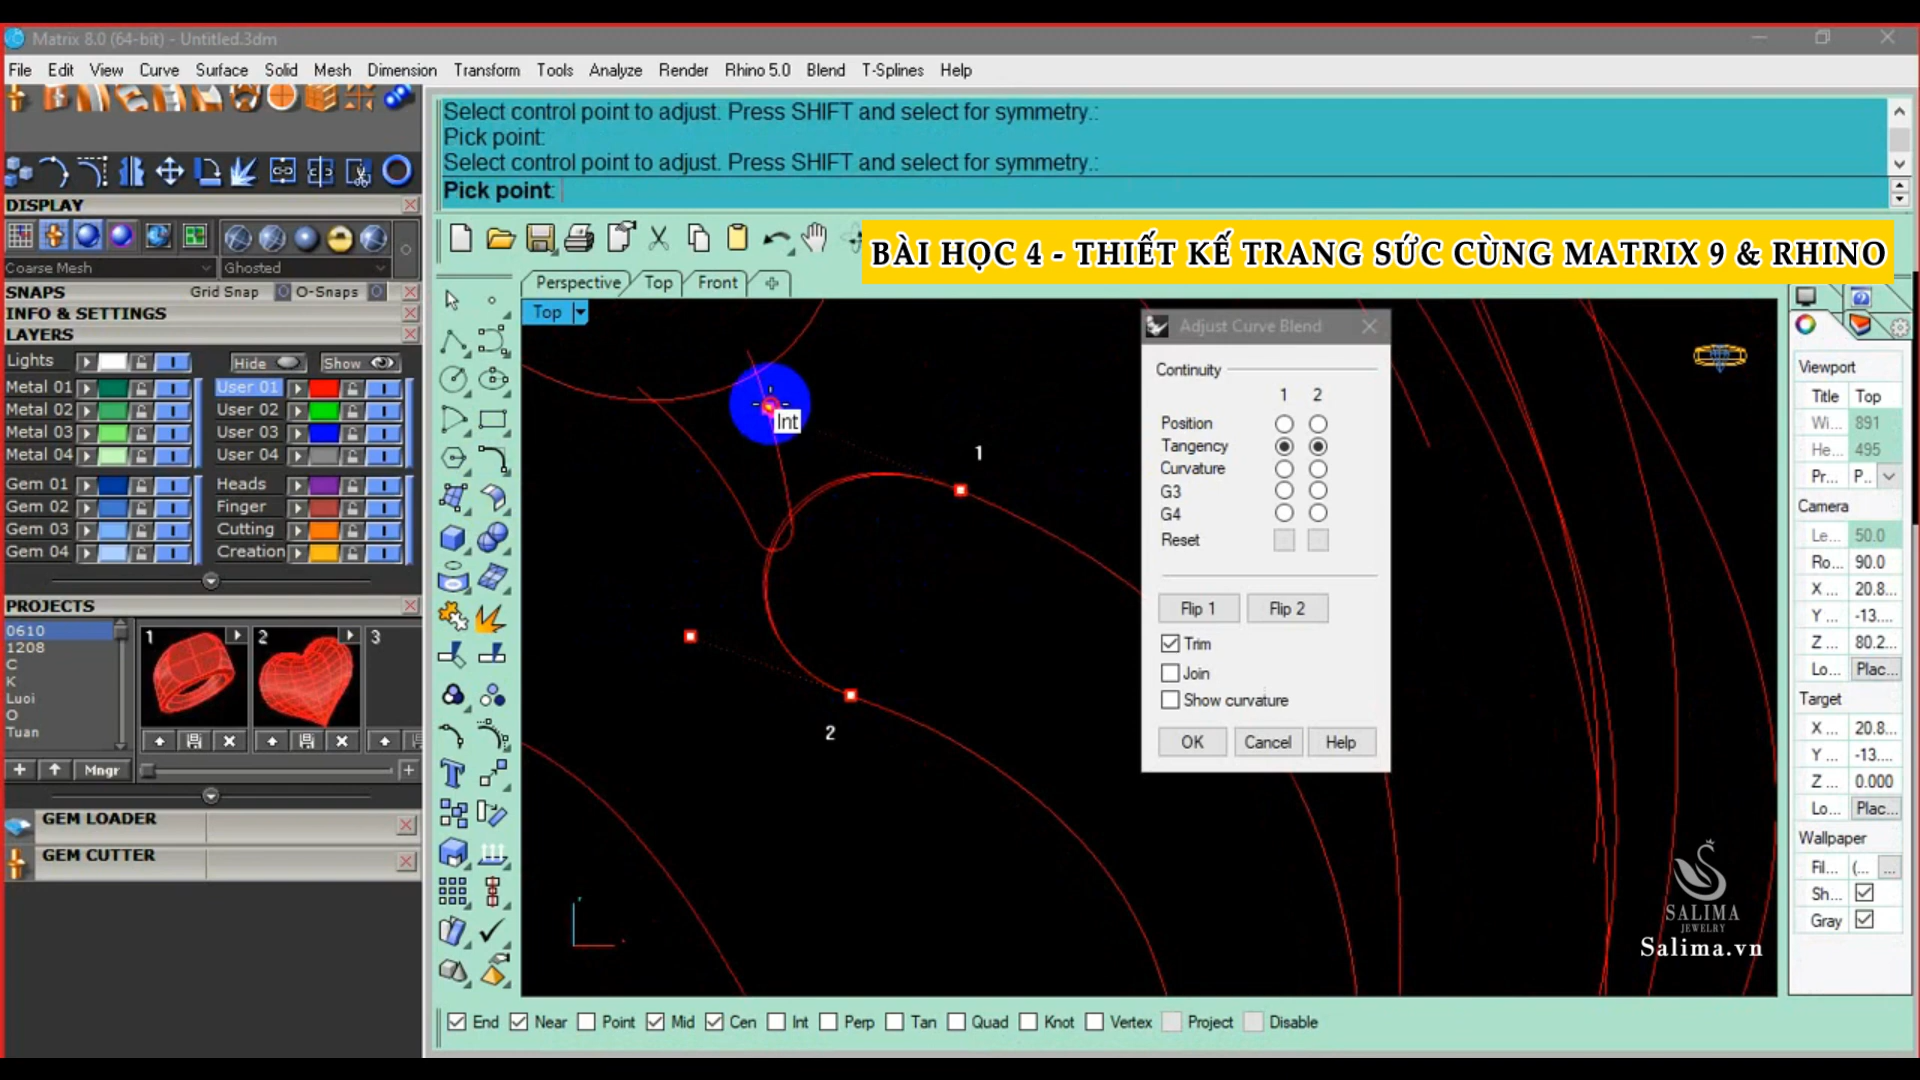 Matrix 8.0 (64-bit) - Untitled.3dm
File Edit View Curve Surface Solid Mesh Dimension Transform Tools Analyze Render Rhino 5.0 Blend T-Splines Help
Select control point to adjust. Press SHIFT and select for symmetry.:
Pick point:
Select control point to adjust. Press SHIFT and select for symmetry.:
Pick point:
BÀI HỌC 4 - THIẾT KẾ TRANG SỨC CÙNG MATRIX 9 & RHINO
DISPLAY
Coarse Mesh Ghosted
SNAPS Grid Snap O-Snaps
INFO & SETTINGS
LAYERS
Lights Hide Show
Metal 01 User 01
Metal 02 User 02
Metal 03 User 03
Metal 04 User 04
Gem 01 Heads
Gem 02 Finger
Gem 03 Cutting
Gem 04 Creation
PROJECTS
0610
1208
C
K
Luoi
O
Tuan
1 2 3
+ Mngr +
GEM LOADER
GEM CUTTER
Perspective Top Front
Top
Int
1
2
Adjust Curve Blend
Continuity
1 2
Position
Tangency
Curvature
G3
G4
Reset
Flip 1 Flip 2
Trim
Join
Show curvature
OK Cancel Help
Viewport
Title Top
Wi... 891
He... 495
Pr... P..
Camera
Le... 50.0
Ro... 90.0
X ... 20.8...
Y ... -13....
Z ... 80.2...
Lo... Plac...
Target
X ... 20.8...
Y ... -13....
Z ... 0.000
Lo... Plac...
Wallpaper
Fil... (... ...
Sh...
Gray
SALIMA
JEWELRY
Salima.vn
End Near Point Mid Cen Int Perp Tan Quad Knot Vertex Project Disable